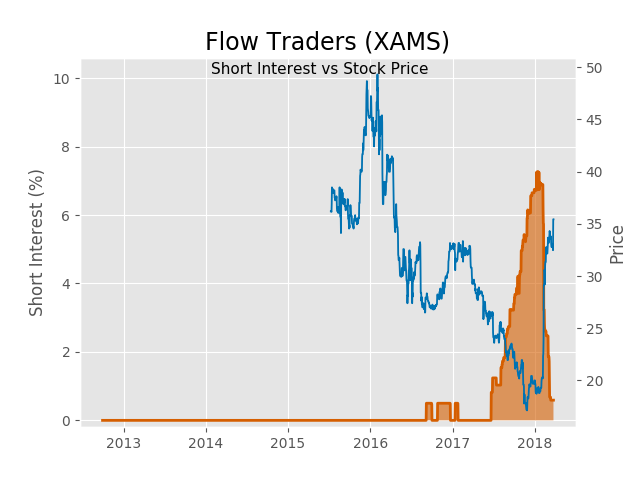 Flow Traders (XAMS)
Short Interest vs Stock Price
Short Interest (%)
10
8
6
4
2
0
50
45
40
35
30
25
20
Price
2013 2014 2015 2016 2017 2018